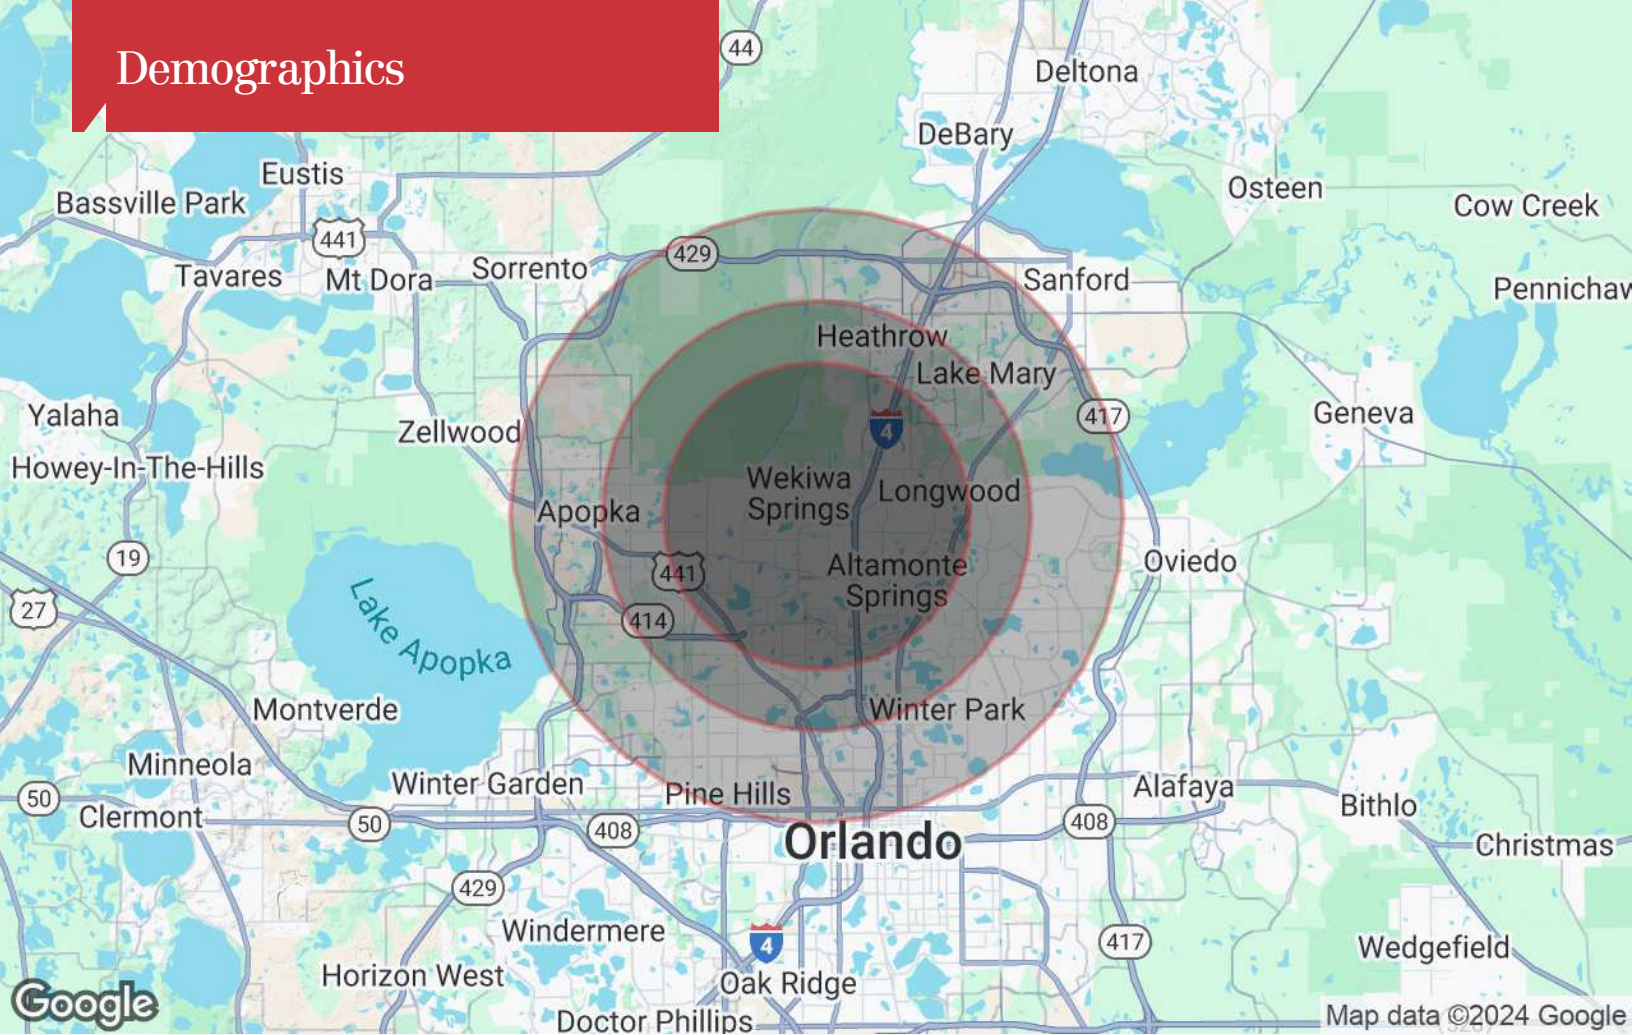 Demographics
44
Deltona
DeBary
Eustis
Bassville Park
Osteen
Cow Creek
441
429
Tavares
Mt Dora
Sorrento
Sanford
Pennichaw
Heathrow
Lake Mary
Yalaha
417
Geneva
4
Zellwood
Howey-In-The-Hills
Wekiwa
Springs
Longwood
Apopka
19
441
Altamonte
Springs
Oviedo
27
414
Lake Apopka
Montverde
Winter Park
Minneola
Winter Garden
Pine Hills
Alafaya
50
Clermont
50
408
408
Bithlo
Orlando
Christmas
429
Windermere
4
417
Wedgefield
Horizon West
Oak Ridge
Google
Doctor Phillips
Map data ©2024 Google